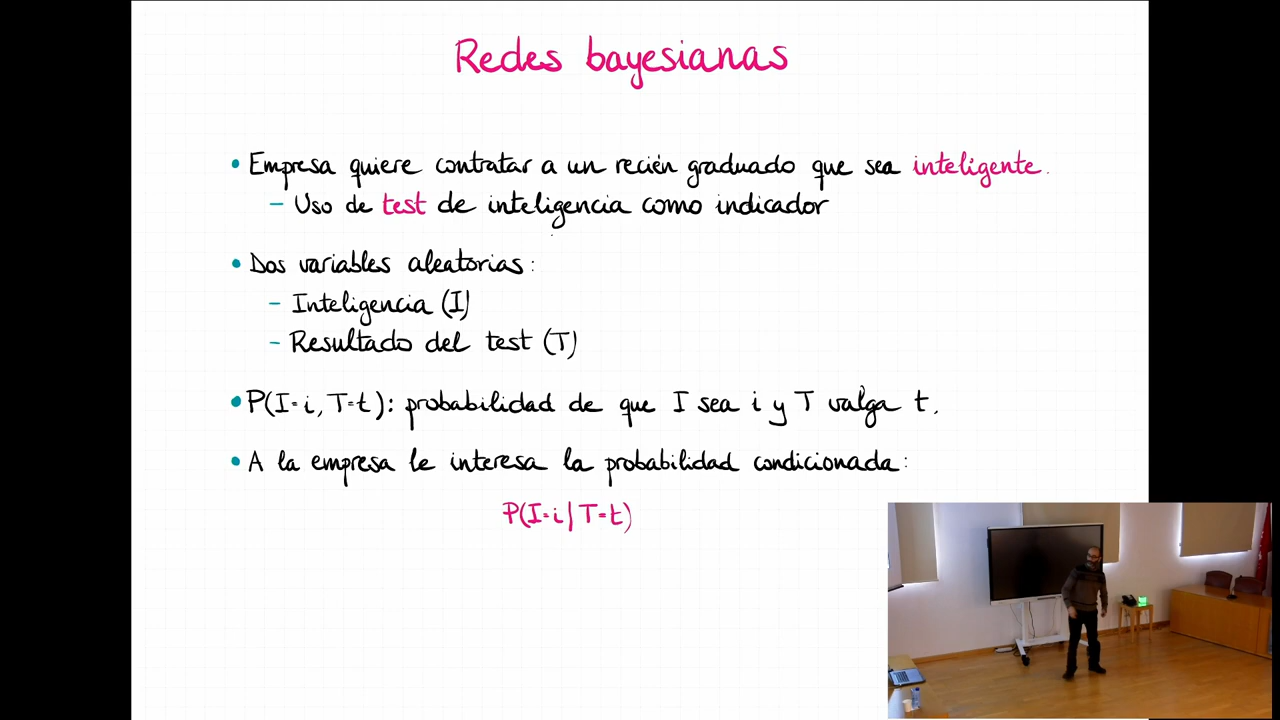 Redes bayesianas
• Empresa quiere contratar a un recién graduado que sea inteligente.
– Uso de test de inteligencia como indicador
• Dos variables aleatorias:
– Inteligencia (I)
– Resultado del test (T)
• P(I=i, T=t): probabilidad de que I sea i y T valga t.
• A la empresa le interesa la probabilidad condicionada:
P(I=i | T=t)